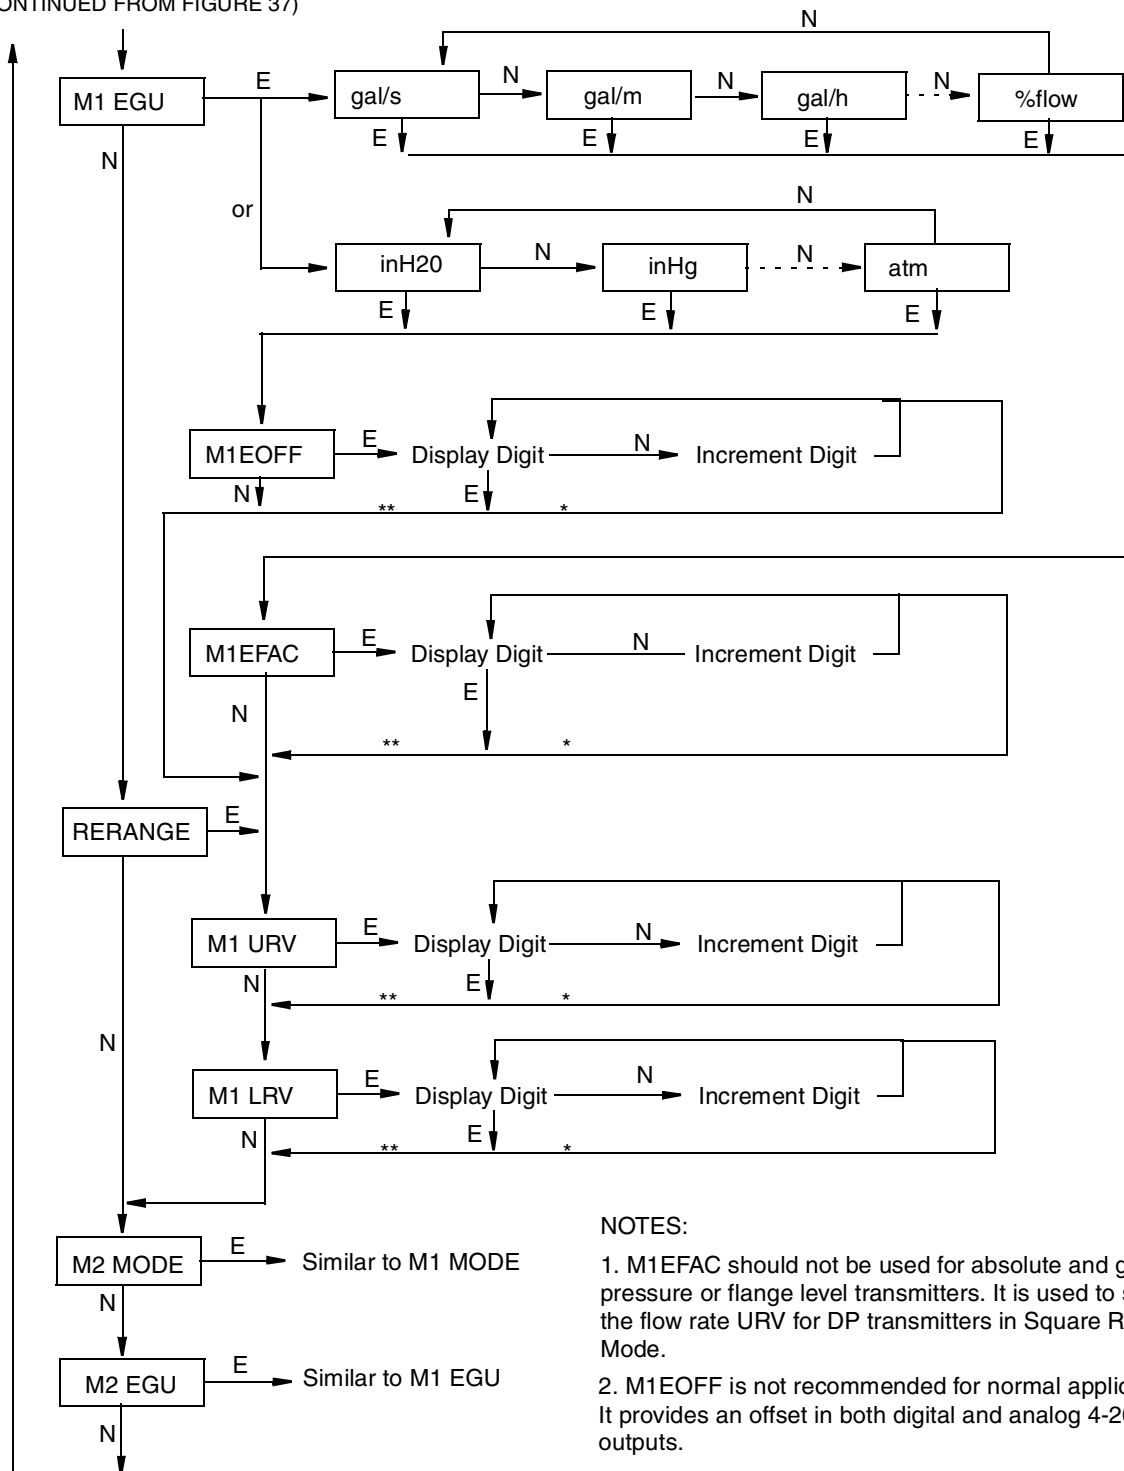 ONTINUED FROM FIGURE 37)
N
M1 EGU
E
gal/s
N
gal/m
N
gal/h
N
%flow
E
E
E
E
N
or
N
inH20
N
inHg
N
atm
E
E
E
M1EOFF
E
Display Digit
N
Increment Digit
N
E
**
*
M1EFAC
E
Display Digit
N
Increment Digit
N
E
**
*
RERANGE
E
M1 URV
E
Display Digit
N
Increment Digit
N
E
**
*
N
M1 LRV
E
Display Digit
N
Increment Digit
N
E
**
*
M2 MODE
E
Similar to M1 MODE
N
M2 EGU
E
Similar to M1 EGU
N
NOTES:
1. M1EFAC should not be used for absolute and g
pressure or flange level transmitters. It is used to s
the flow rate URV for DP transmitters in Square R
Mode.
2. M1EOFF is not recommended for normal applic
It provides an offset in both digital and analog 4-20
outputs.